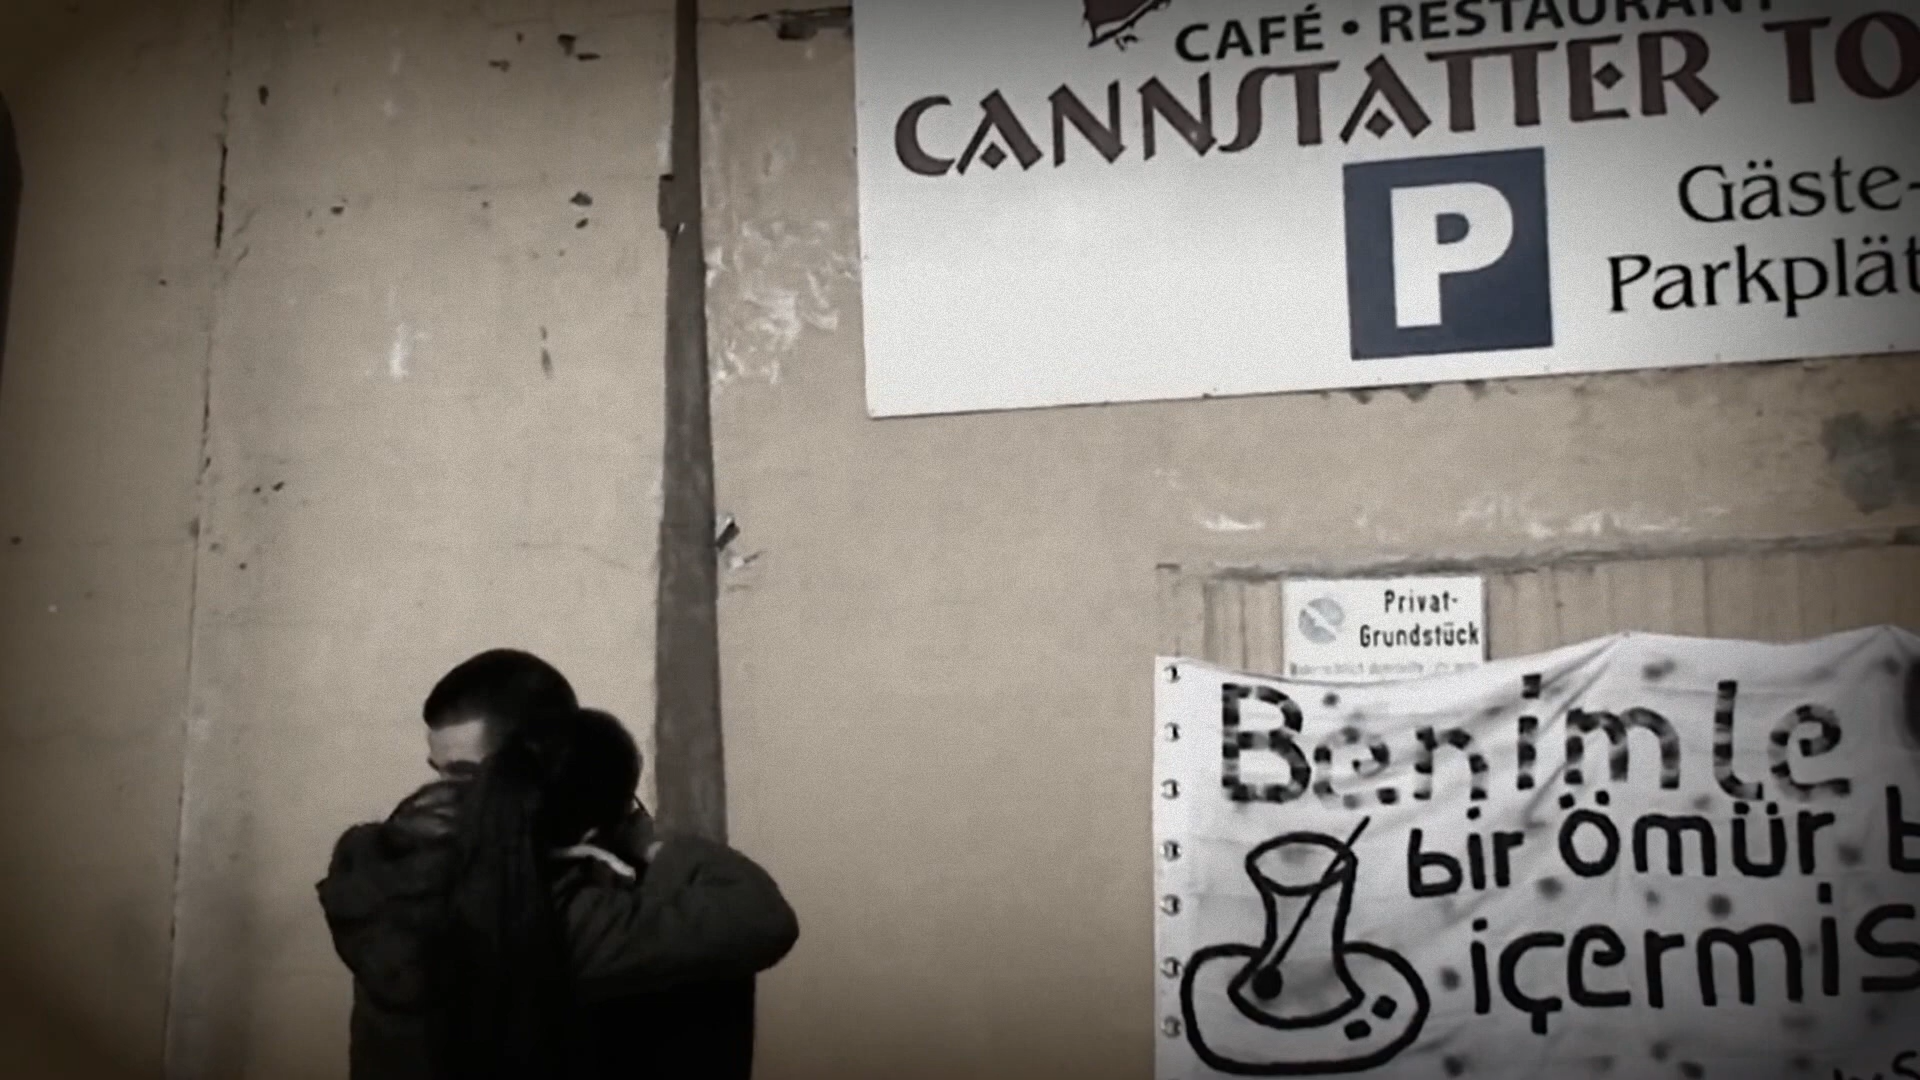 CAFÉ • RESTAURANT
CANNSTATTER TO
P
Gäste-
Parkplät
Privat-
Grundstück
Benimle
bir ömür b
içermis